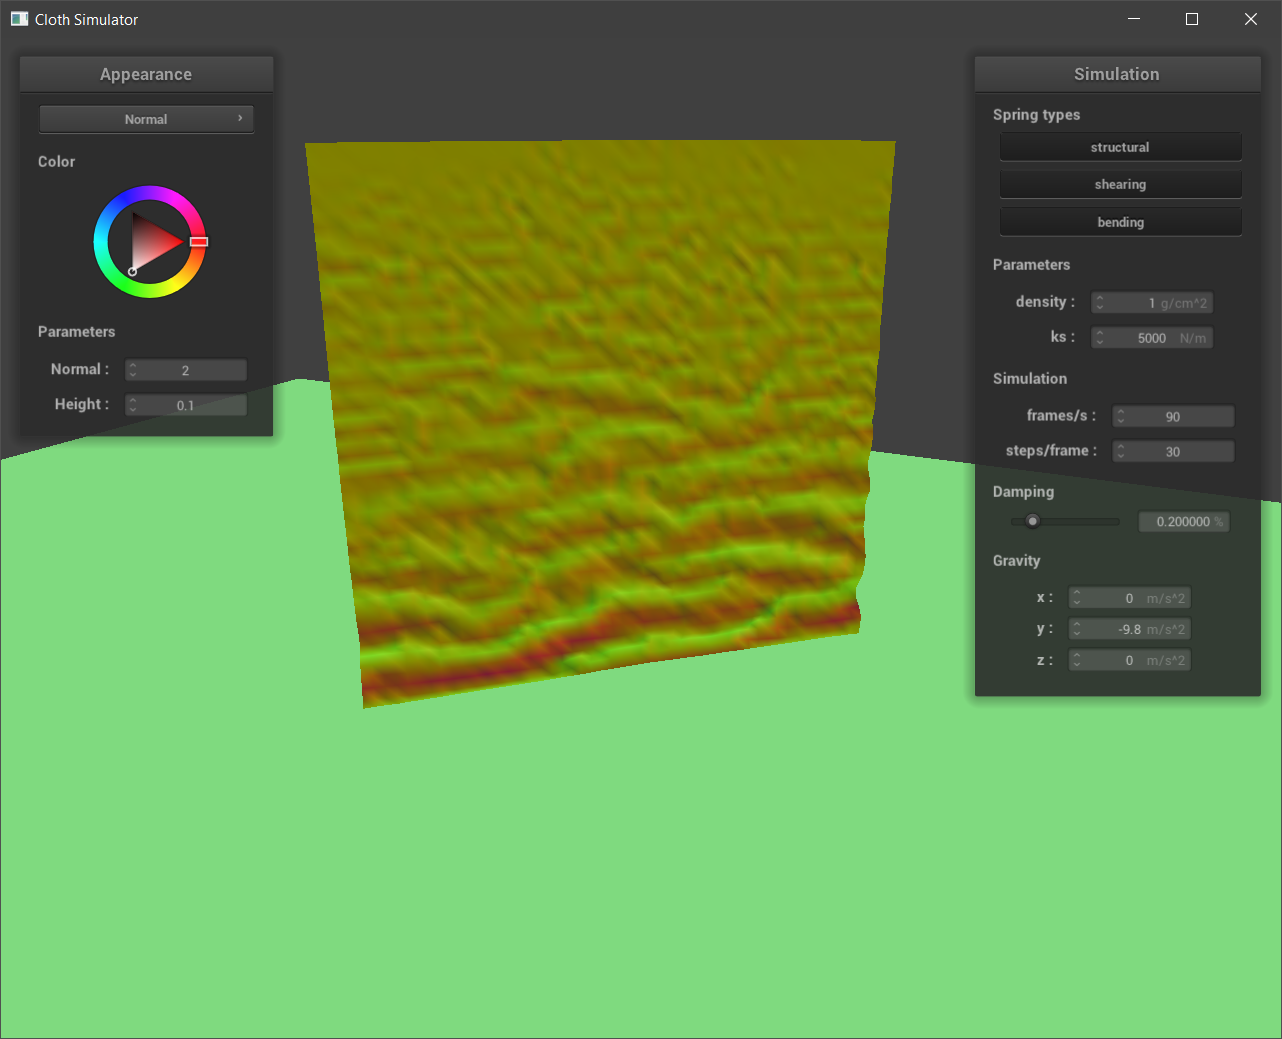 Cloth Simulator
Appearance
Normal
Color
Parameters
Normal : 2
Height : 0.1
Simulation
Spring types
structural
shearing
bending
Parameters
density : 1 g/cm^2
ks : 5000 N/m
Simulation
frames/s : 90
steps/frame : 30
Damping
0.200000 %
Gravity
x : 0 m/s^2
y : -9.8 m/s^2
z : 0 m/s^2